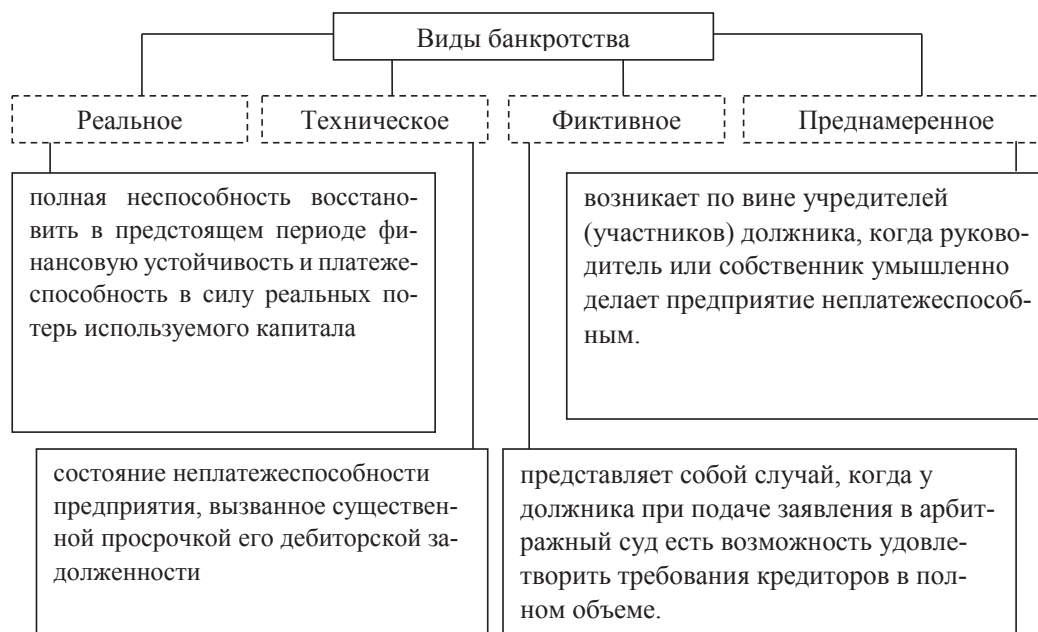 Виды банкротства
Реальное
Техническое
Фиктивное
Преднамеренное
полная неспособность восстано-
вить в предстоящем периоде фи-
нансовую устойчивость и платеже-
способность в силу реальных по-
терь используемого капитала
возникает по вине учредителей
(участников) должника, когда руково-
дитель или собственник умышленно
делает предприятие неплатежеспособ-
ным.
состояние неплатежеспособности
предприятия, вызванное существен-
ной просрочкой его дебиторской за-
долженности
представляет собой случай, когда у
должника при подаче заявления в арбит-
ражный суд есть возможность удовле-
творить требования кредиторов в пол-
ном объеме.